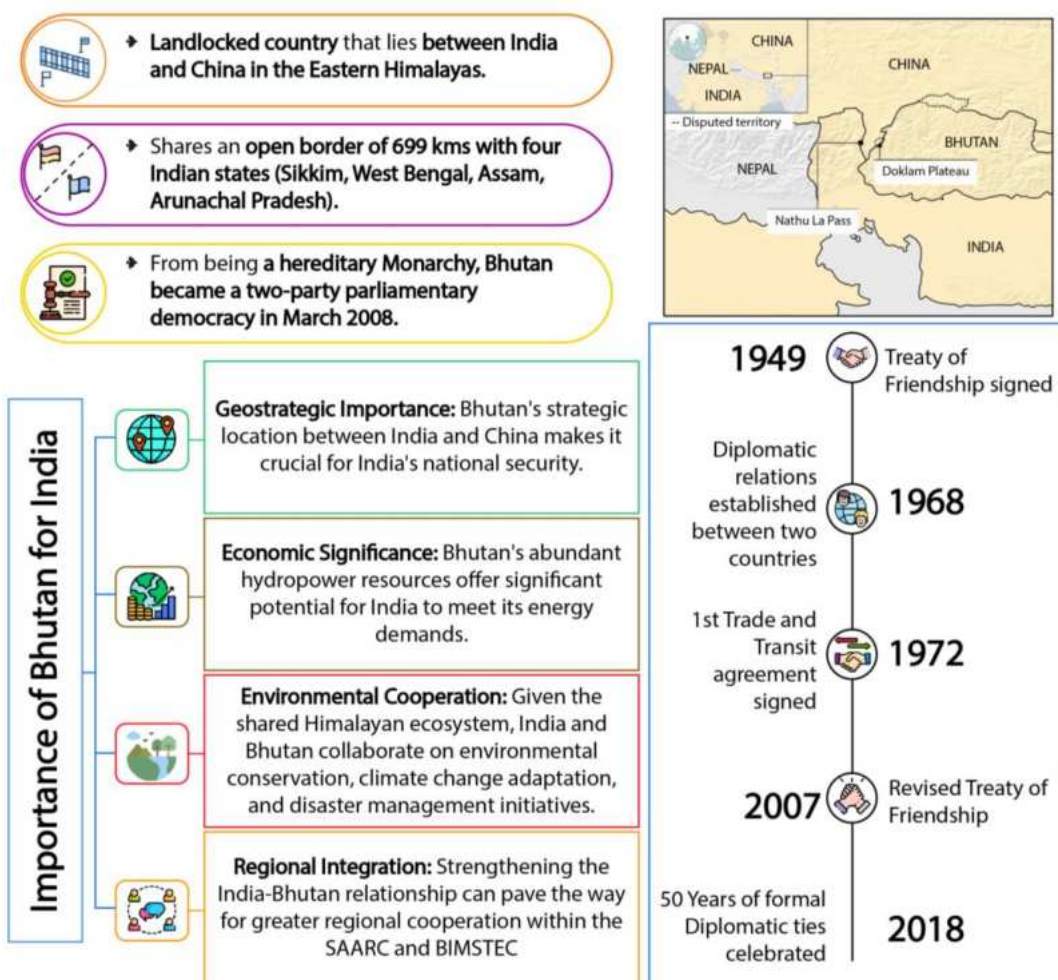 Landlocked country that lies between India
and China in the Eastern Himalayas.
Shares an open border of 699 kms with four
Indian states (Sikkim, West Bengal, Assam,
Arunachal Pradesh).
From being a hereditary Monarchy, Bhutan
became a two-party parliamentary
democracy in March 2008.
CHINA
NEPAL
INDIA
-- Disputed territory
CHINA
BHUTAN
NEPAL
Doklam Plateau
Nathu La Pass
INDIA
Importance of Bhutan for India
Geostrategic Importance: Bhutan's strategic
location between India and China makes it
crucial for India's national security.
Economic Significance: Bhutan's abundant
hydropower resources offer significant
potential for India to meet its energy
demands.
Environmental Cooperation: Given the
shared Himalayan ecosystem, India and
Bhutan collaborate on environmental
conservation, climate change adaptation,
and disaster management initiatives.
Regional Integration: Strengthening the
India-Bhutan relationship can pave the way
for greater regional cooperation within the
SAARC and BIMSTEC
1949
Treaty of
Friendship signed
Diplomatic
relations
established
between two
countries
1968
1st Trade and
Transit
agreement
signed
1972
2007
Revised Treaty of
Friendship
50 Years of formal
Diplomatic ties
celebrated
2018